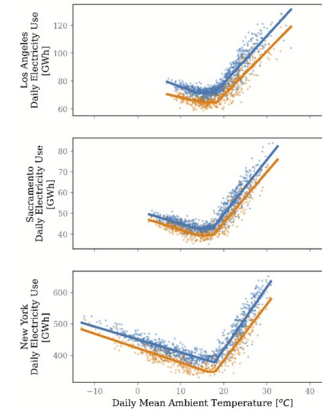 Los Angeles
Daily Electricity Use
[GWh]
120
100
80
60
Sacramento
Daily Electricity Use
[GWh]
80
70
60
50
40
New York
Daily Electricity Use
[GWh]
600
500
400
−10
0
10
20
30
40
Daily Mean Ambient Temperature [°C]